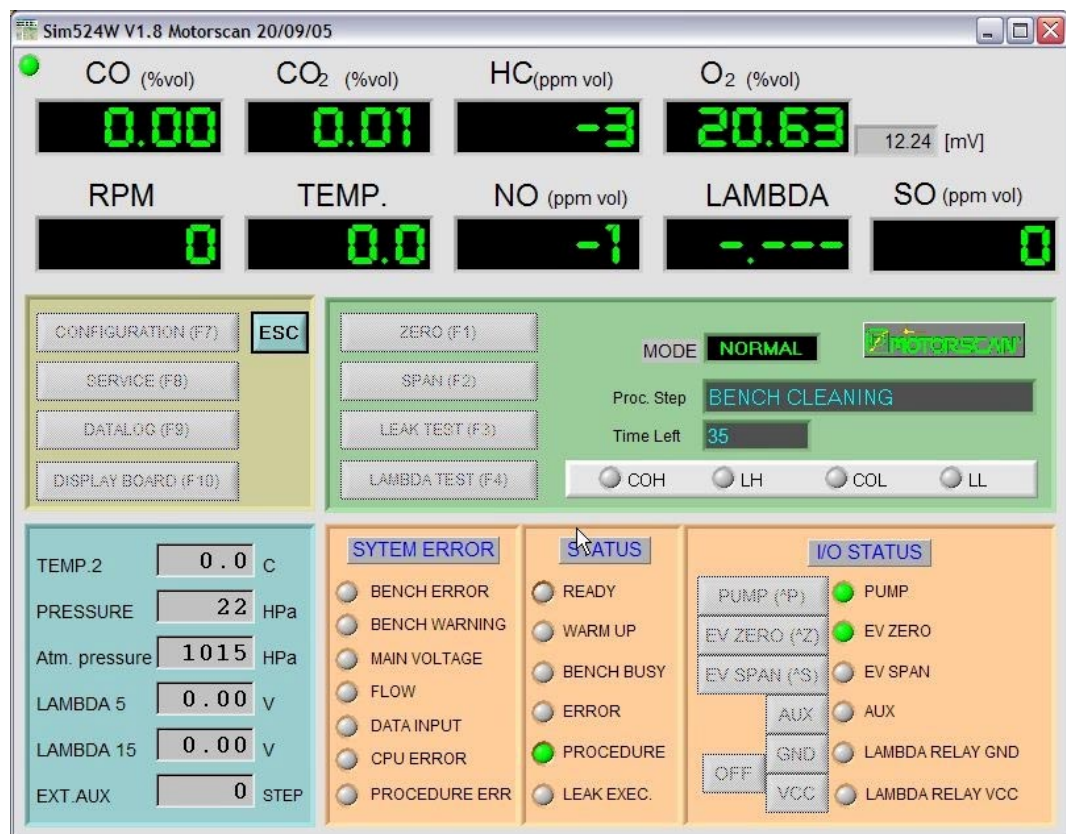 Sim524W V1.8 Motorscan 20/09/05
CO (%vol) CO2 (%vol) HC(ppm vol) O2 (%vol)
0.00 0.01 -3 20.63 12.24 [mV]
RPM TEMP. NO (ppm vol) LAMBDA SO (ppm vol)
0 0.0 -1 -.--- 0
CONFIGURATION (F7) ESC
SERVICE (F8)
DATALOG (F9)
DISPLAY BOARD (F10)
ZERO (F1)
SPAN (F2)
LEAK TEST (F3)
LAMBDA TEST (F4)
MODE NORMAL MOTORSCAN
Proc. Step BENCH CLEANING
Time Left 35
COH LH COL LL
TEMP.2 0.0 C
PRESSURE 22 HPa
Atm. pressure 1015 HPa
LAMBDA 5 0.00 V
LAMBDA 15 0.00 V
EXT.AUX 0 STEP
SYTEM ERROR
BENCH ERROR
BENCH WARNING
MAIN VOLTAGE
FLOW
DATA INPUT
CPU ERROR
PROCEDURE ERR
STATUS
READY
WARM UP
BENCH BUSY
ERROR
PROCEDURE
LEAK EXEC.
I/O STATUS
PUMP (^P) PUMP
EV ZERO (^Z) EV ZERO
EV SPAN (^S) EV SPAN
AUX AUX
GND LAMBDA RELAY GND
OFF
VCC LAMBDA RELAY VCC